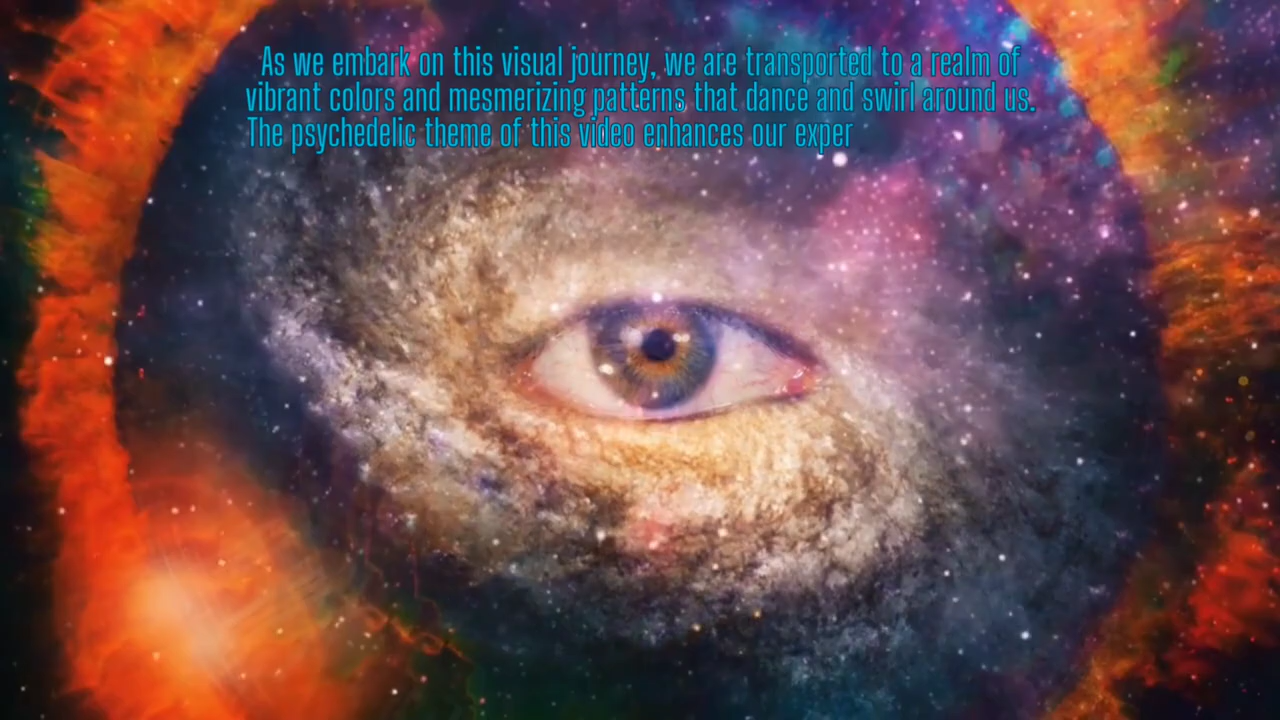 As we embark on this visual journey, we are transported to a realm of
vibrant colors and mesmerizing patterns that dance and swirl around us.
The psychedelic theme of this video enhances our exper